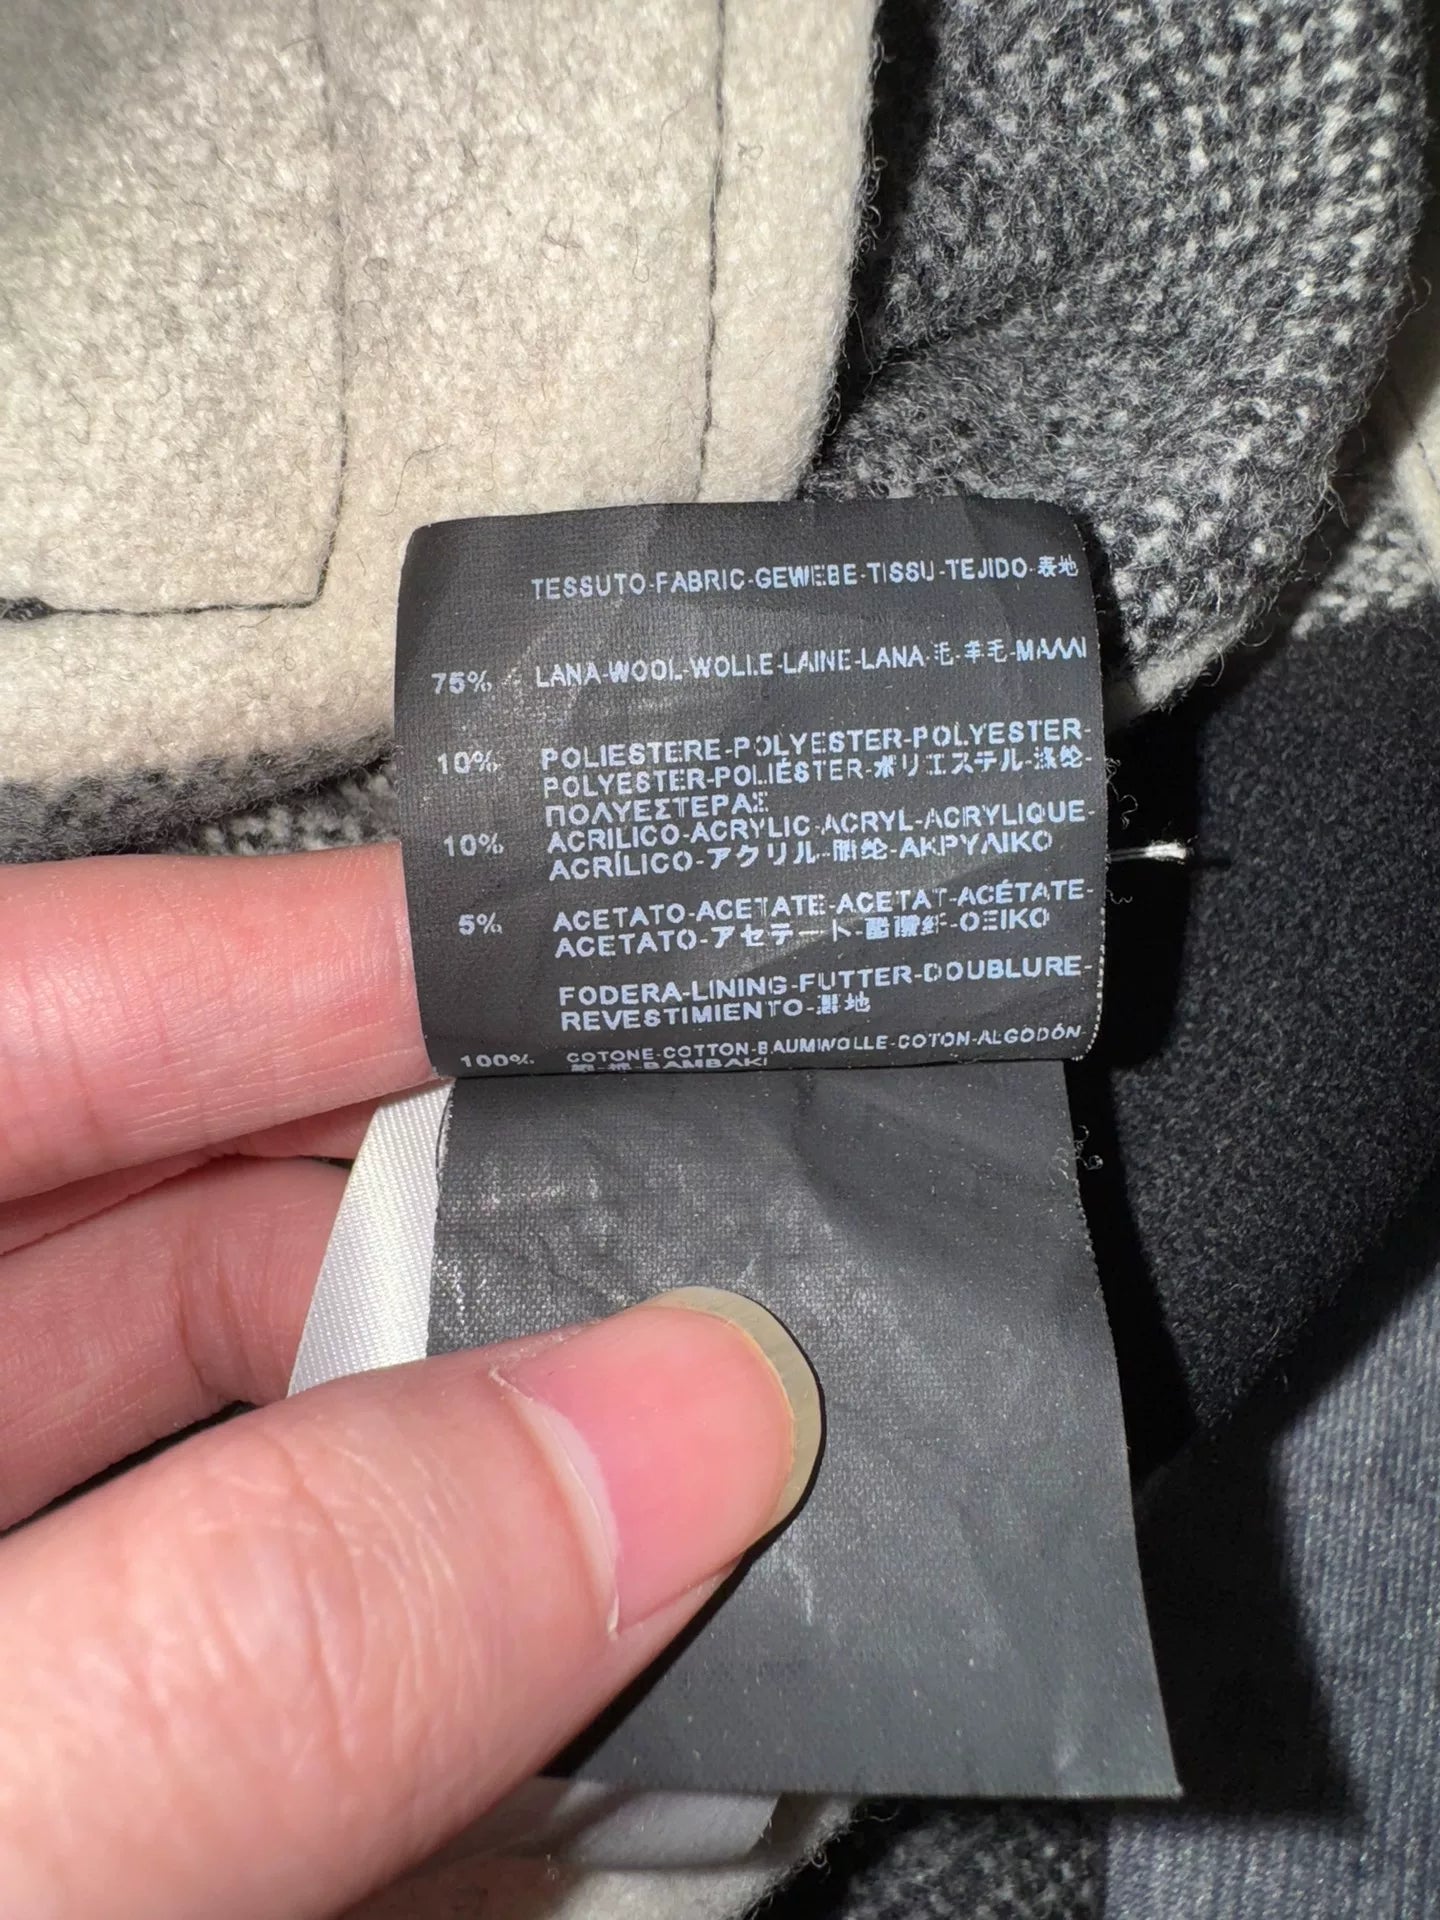 TESSUTO-FABRIC-GEWEBE-TISSU-TEJIDO-表地
75% LANA-WOOL-WOLLE-LAINE-LANA-毛-羊毛-ΜΑΛΛΙ
10% POLIESTERE-POLYESTER-POLYESTER-
POLYESTER-POLIÉSTER-ポリエステル-涤纶-
ΠΟΛΥΕΣΤΕΡΑΣ
10% ACRILICO-ACRYLIC-ACRYL-ACRYLIQUE-
ACRÍLICO-アクリル-腈纶-ΑΚΡΥΛΙΚΟ
5% ACETATO-ACETATE-ACETAT-ACÉTATE-
ACETATO-アセテート-醋酸纤-ΟΞΙΚΟ
FODERA-LINING-FUTTER-DOUBLURE-
REVESTIMIENTO-裏地
100% COTONE-COTTON-BAUMWOLLE-COTON-ALGODÓN-
綿-棉-ΒΑΜΒΑΚΙ